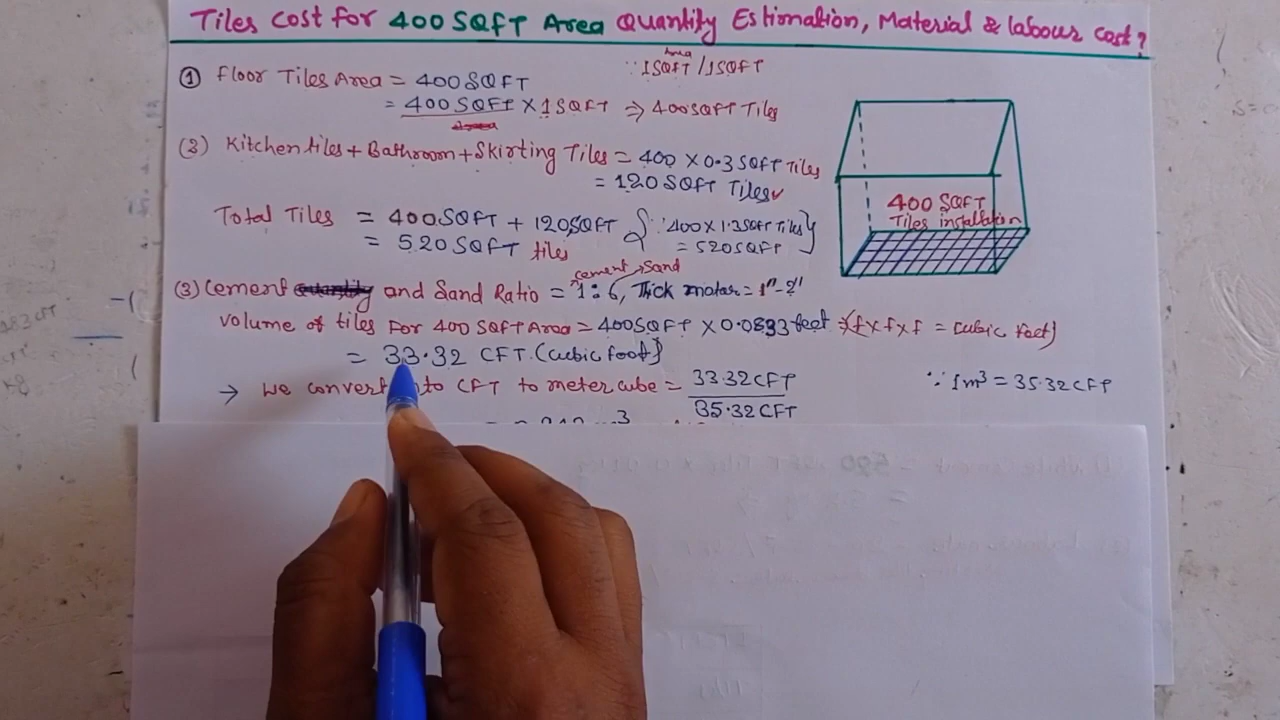 Tiles Cost for 400 SQFT Area Quantity Estimation, Material & labour Cost?
① Floor Tiles Area = 400 SQFT
∵ 1SQFT / 1SQFT
Area
= 400 SQFT X 1 SQFT ⇒ 400 SQFT Tiles
(2) Kitchen tiles + Bathroom + Skirting Tiles = 400 X 0.3 SQFT Tiles
= 120 SQFT Tiles
Total Tiles = 400 SQFT + 120 SQFT { ∵ 400 X 1.3 SQFT Tiles }
= 520 SQFT tiles = 520 SQFT
400 SQFT
Tiles installation
cement Sand
(3) Cement and Sand Ratio = 1:6, Thick motar = 1"-2"
Volume of tiles For 400 SQFT Area = 400 SQFT X 0.0833 feet (f x f x f = Cubic feet)
= 33.32 CFT (Cubic foot)
→ We convert to CFT to meter cube = 33.32 CFT
35.32 CFT
∵ 1m³ = 35.32 CFT